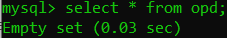 mysql> select * from opd;
Empty set (0.03 sec)